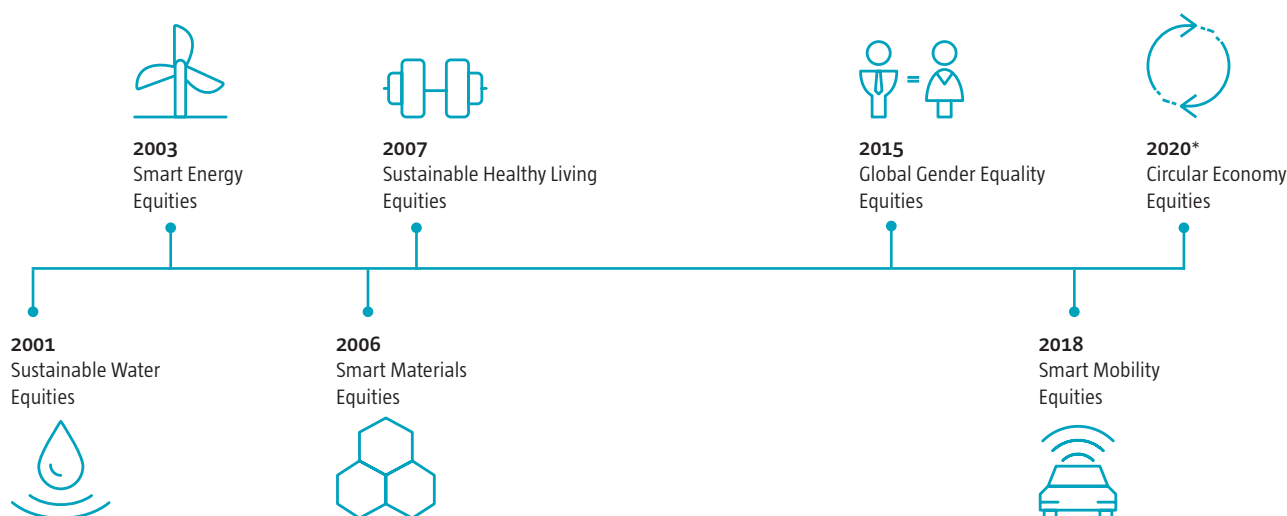 2003
Smart Energy
Equities
2007
Sustainable Healthy Living
Equities
2015
Global Gender Equality
Equities
2020*
Circular Economy
Equities
2001
Sustainable Water
Equities
2006
Smart Materials
Equities
2018
Smart Mobility
Equities